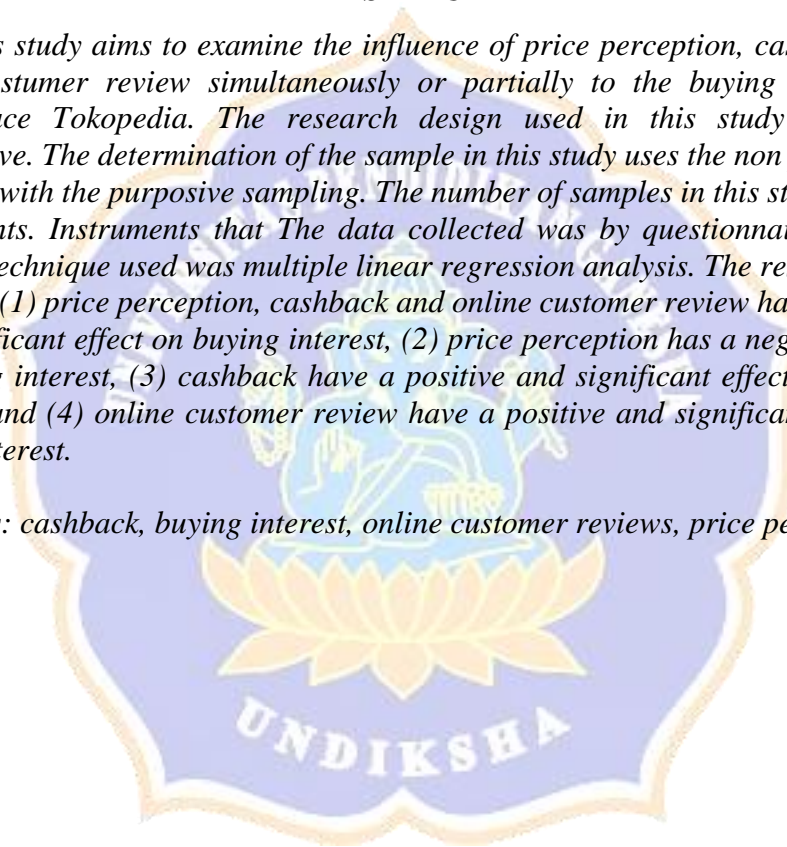 s study aims to examine the influence of price perception, cas
stumer review simultaneously or partially to the buying
ace Tokopedia. The research design used in this study
ve. The determination of the sample in this study uses the non
with the purposive sampling. The number of samples in this st
nts. Instruments that The data collected was by questionna
echnique used was multiple linear regression analysis. The re
(1) price perception, cashback and online customer review ha
ficant effect on buying interest, (2) price perception has a neg
g interest, (3) cashback have a positive and significant effect
and (4) online customer review have a positive and significan
terest.
: cashback, buying interest, online customer reviews, price pe
UNDIKSHA